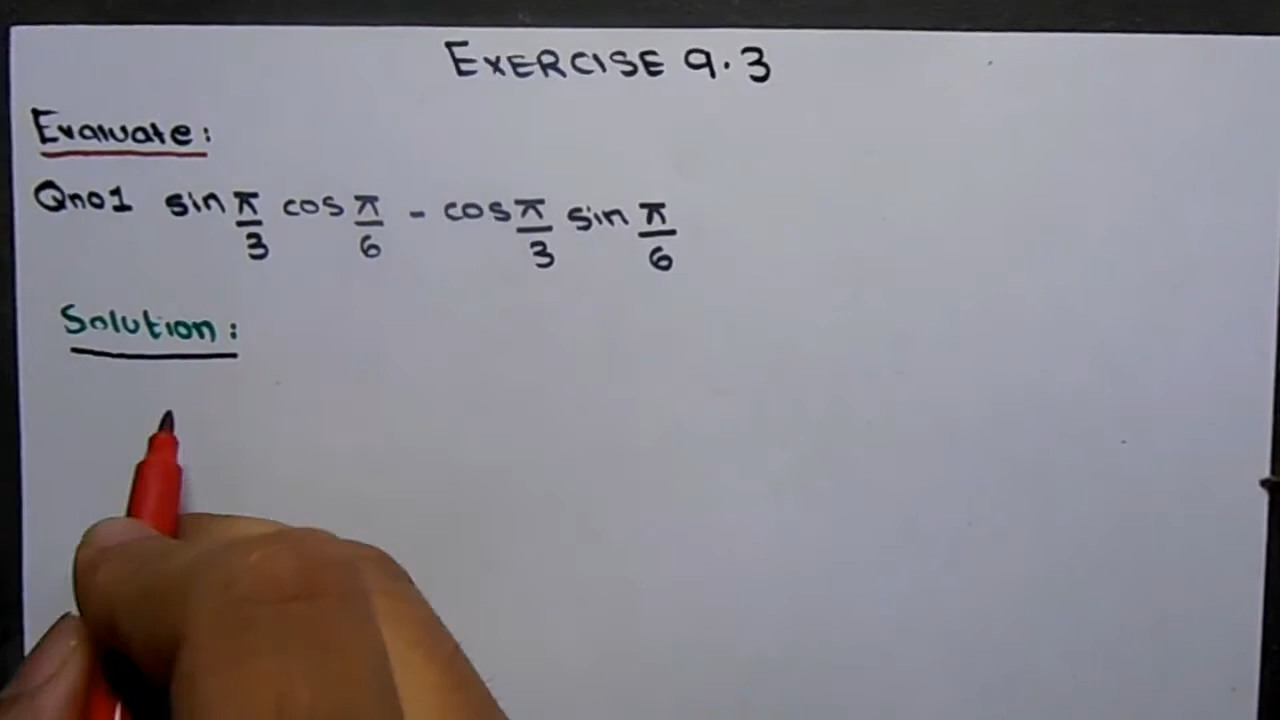 EXERCISE 9.3
Evaluate:
Qno1 sin π/3 cos π/6 - cos π/3 sin π/6
Solution: